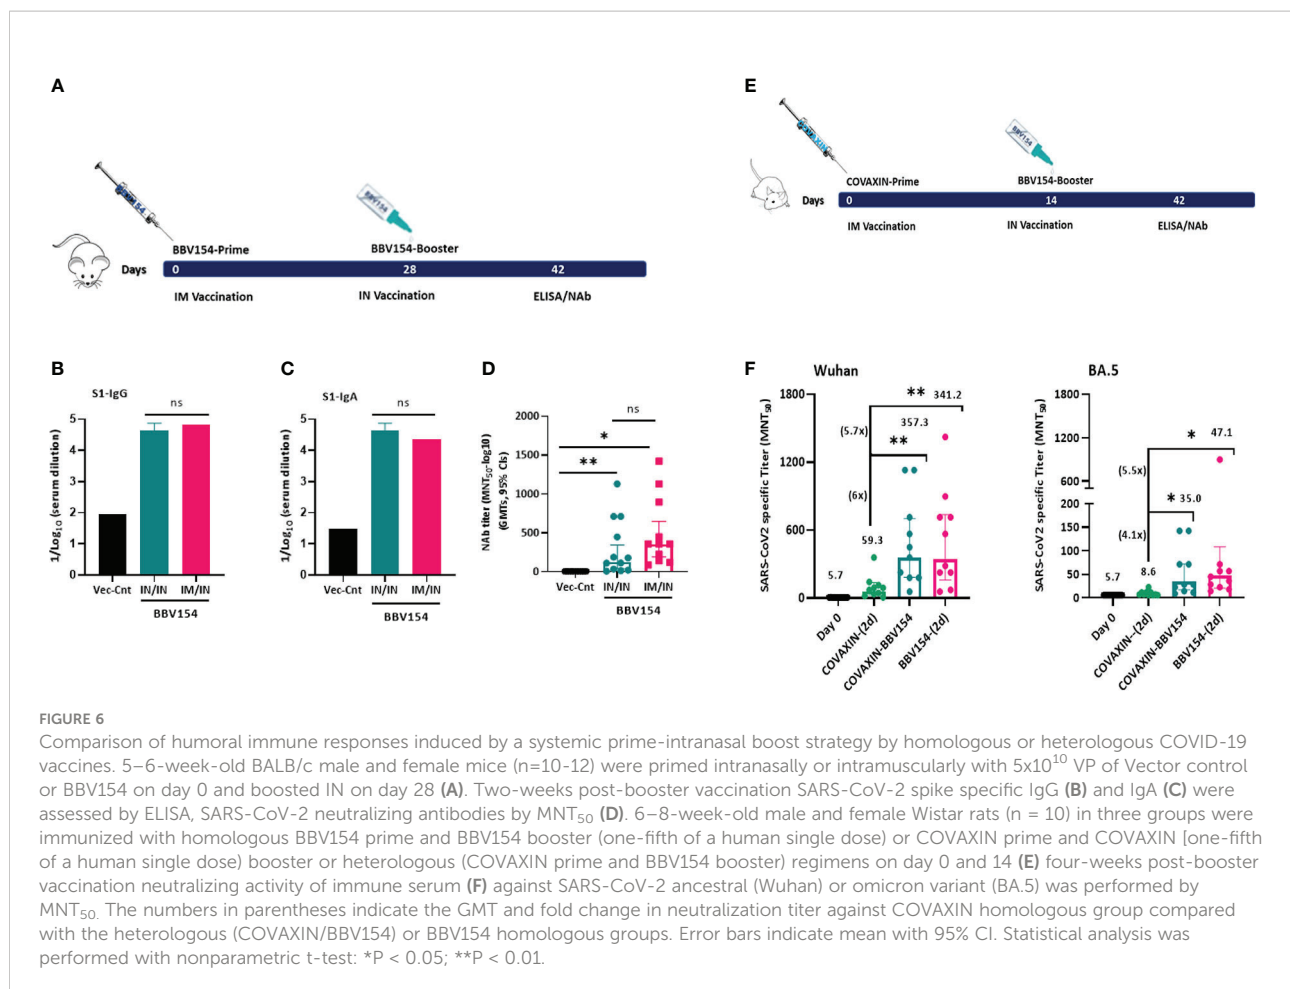 A
BBV154
BBV154
BBV154-Prime
BBV154-Booster
Days
0
28
42
IM Vaccination
IN Vaccination
ELISA/NAb
E
COVAXIN
BBV154
COVAXIN-Prime
BBV154-Booster
Days
0
14
42
IM Vaccination
IN Vaccination
ELISA/NAb
B
S1-IgG
ns
1/Log10 (serum dilution)
5
4
3
2
1
0
Vec-Cnt
IN/IN
IM/IN
BBV154
C
S1-IgA
ns
1/Log10 (serum dilution)
5
4
3
2
1
0
Vec-Cnt
IN/IN
IM/IN
BBV154
D
NAb titer (MNT50-log10)
(GMTs, 95% CIs)
2000
1500
1000
500
0
ns
*
**
Vec-Cnt
IN/IN
IM/IN
BBV154
F
Wuhan
SARS-CoV2 specific Titer (MNT50)
1800
1200
600
0
** 341.2
(5.7x)
357.3
**
(6x)
59.3
5.7
Day 0
COVAXIN-(2d)
COVAXIN-BBV154
BBV154-(2d)
BA.5
SARS-CoV2 specific Titer (MNT50)
1800
1200
600
200
150
100
50
0
* 47.1
(5.5x)
* 35.0
(4.1x)
8.6
5.7
Day 0
COVAXIN--(2d)
COVAXIN-BBV154
BBV154-(2d)
FIGURE 6
Comparison of humoral immune responses induced by a systemic prime-intranasal boost strategy by homologous or heterologous COVID-19
vaccines. 5–6-week-old BALB/c male and female mice (n=10-12) were primed intranasally or intramuscularly with 5x10^10 VP of Vector control
or BBV154 on day 0 and boosted IN on day 28 (A). Two-weeks post-booster vaccination SARS-CoV-2 spike specific IgG (B) and IgA (C) were
assessed by ELISA, SARS-CoV-2 neutralizing antibodies by MNT50 (D). 6–8-week-old male and female Wistar rats (n = 10) in three groups were
immunized with homologous BBV154 prime and BBV154 booster (one-fifth of a human single dose) or COVAXIN prime and COVAXIN [one-fifth
of a human single dose) booster or heterologous (COVAXIN prime and BBV154 booster) regimens on day 0 and 14 (E) four-weeks post-booster
vaccination neutralizing activity of immune serum (F) against SARS-CoV-2 ancestral (Wuhan) or omicron variant (BA.5) was performed by
MNT50. The numbers in parentheses indicate the GMT and fold change in neutralization titer against COVAXIN homologous group compared
with the heterologous (COVAXIN/BBV154) or BBV154 homologous groups. Error bars indicate mean with 95% CI. Statistical analysis was
performed with nonparametric t-test: *P < 0.05; **P < 0.01.